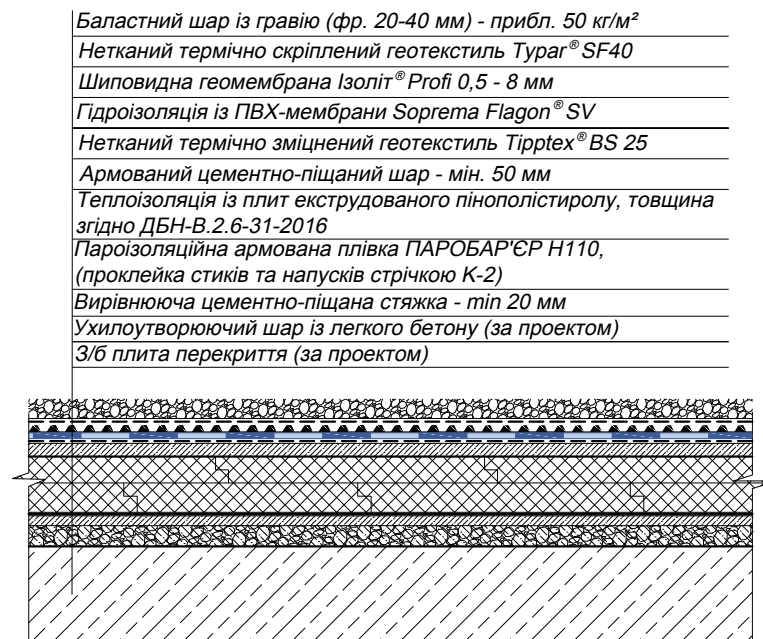 Баластний шар із гравію (фр. 20-40 мм) - прибл. 50 кг/м²
Нетканий термічно скріплений геотекстиль Typar® SF40
Шиповидна геомембрана Ізоліт® Profi 0,5 - 8 мм
Гідроізоляція із ПВХ-мембрани Soprema Flagon® SV
Нетканий термічно зміцнений геотекстиль Tipptex® BS 25
Армований цементно-піщаний шар - мін. 50 мм
Теплоізоляція із плит екструдованого пінополістиролу, товщина
згідно ДБН-В.2.6-31-2016
Пароізоляційна армована плівка ПАРОБАР'ЄР Н110,
(проклейка стиків та напусків стрічкою К-2)
Вирівнююча цементно-піщана стяжка - min 20 мм
Ухилоутворюючий шар із легкого бетону (за проектом)
З/б плита перекриття (за проектом)